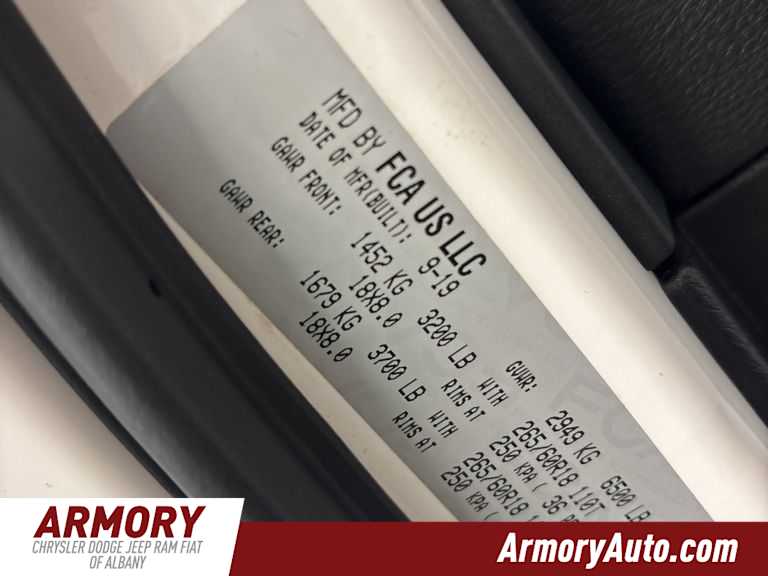 MFD BY FCA US LLC
DATE OF MFR(BUILT): 9-19
GAWR FRONT: 1452 KG 3200 LB WITH 265/60R18 110T
18X8.0 RIMS AT 250 KPA ( 36
GAWR REAR: 1679 KG 3700 LB WITH 265/60R18
18X8.0 RIMS AT 250 KPA (
GVWR: 2949 KG 6500 LB
ARMORY
CHRYSLER DODGE JEEP RAM FIAT
OF ALBANY
ArmoryAuto.com